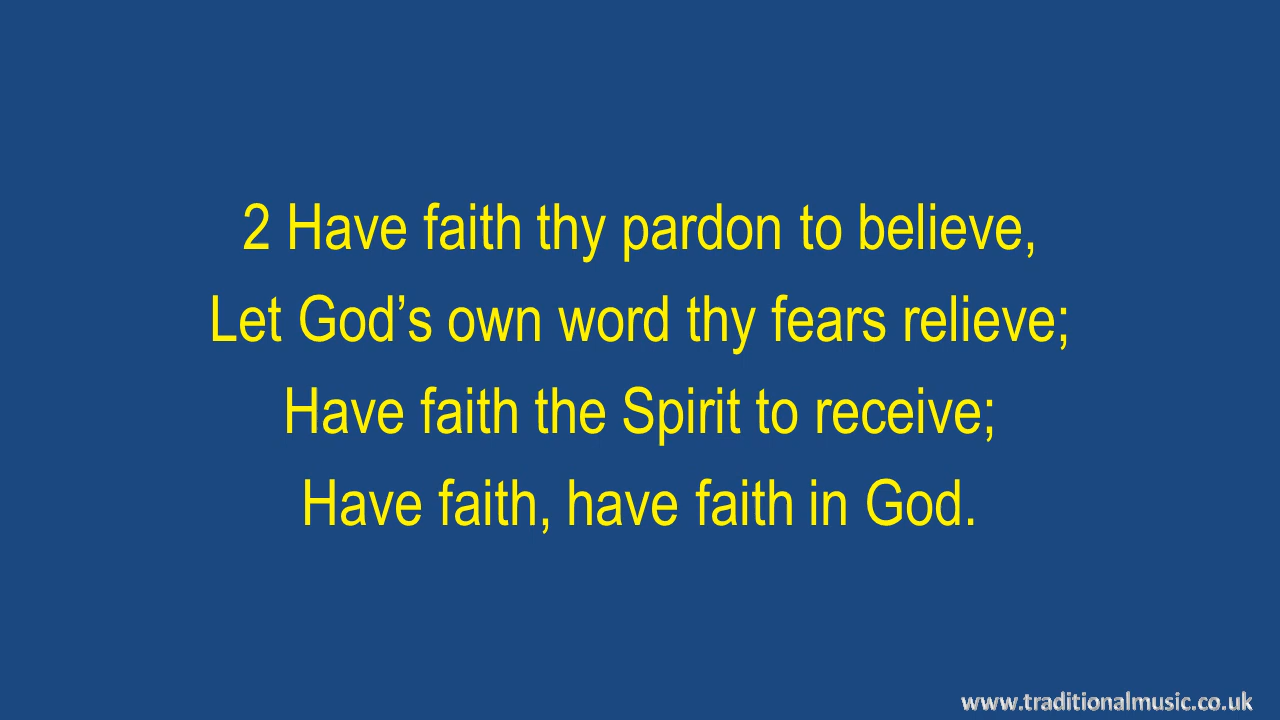 2 Have faith thy pardon to believe,
Let God’s own word thy fears relieve;
Have faith the Spirit to receive;
Have faith, have faith in God.
www.traditionalmusic.co.uk